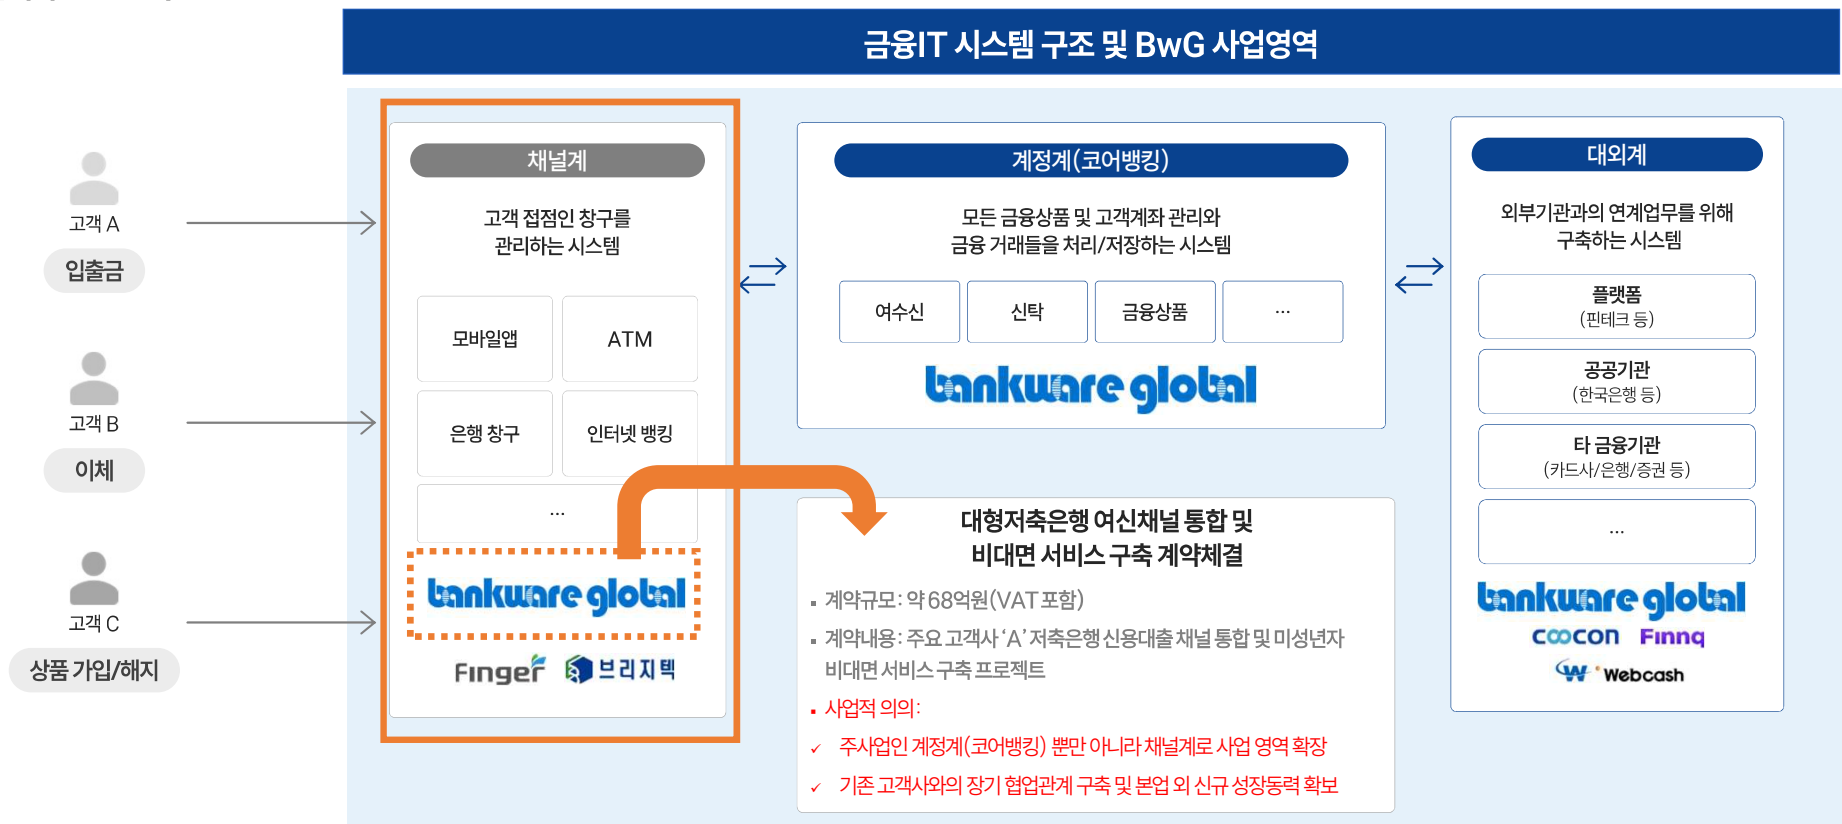 금융IT 시스템 구조 및 BwG 사업영역
고객 A
입출금
고객 B
이체
고객 C
상품 가입/해지
채널계
고객 접점인 창구를
관리하는 시스템
모바일앱
ATM
은행 창구
인터넷 뱅킹
...
bankware global
Finger
브리지텍
계정계(코어뱅킹)
모든 금융상품 및 고객계좌 관리와
금융 거래들을 처리/저장하는 시스템
여수신
신탁
금융상품
...
bankware global
대형저축은행 여신채널 통합 및
비대면 서비스 구축 계약체결
▪ 계약규모 : 약 68억원(VAT 포함)
▪ 계약내용 : 주요 고객사 ‘A’ 저축은행 신용대출 채널 통합 및 미성년자
비대면 서비스 구축 프로젝트
▪ 사업적 의의 :
✓ 주사업인 계정계(코어뱅킹) 뿐만 아니라 채널계로 사업 영역 확장
✓ 기존 고객사와의 장기 협업관계 구축 및 본업 외 신규 성장동력 확보
대외계
외부기관과의 연계업무를 위해
구축하는 시스템
플랫폼
(핀테크 등)
공공기관
(한국은행 등)
타 금융기관
(카드사/은행/증권 등)
...
bankware global
COOCON
Finnq
Webcash